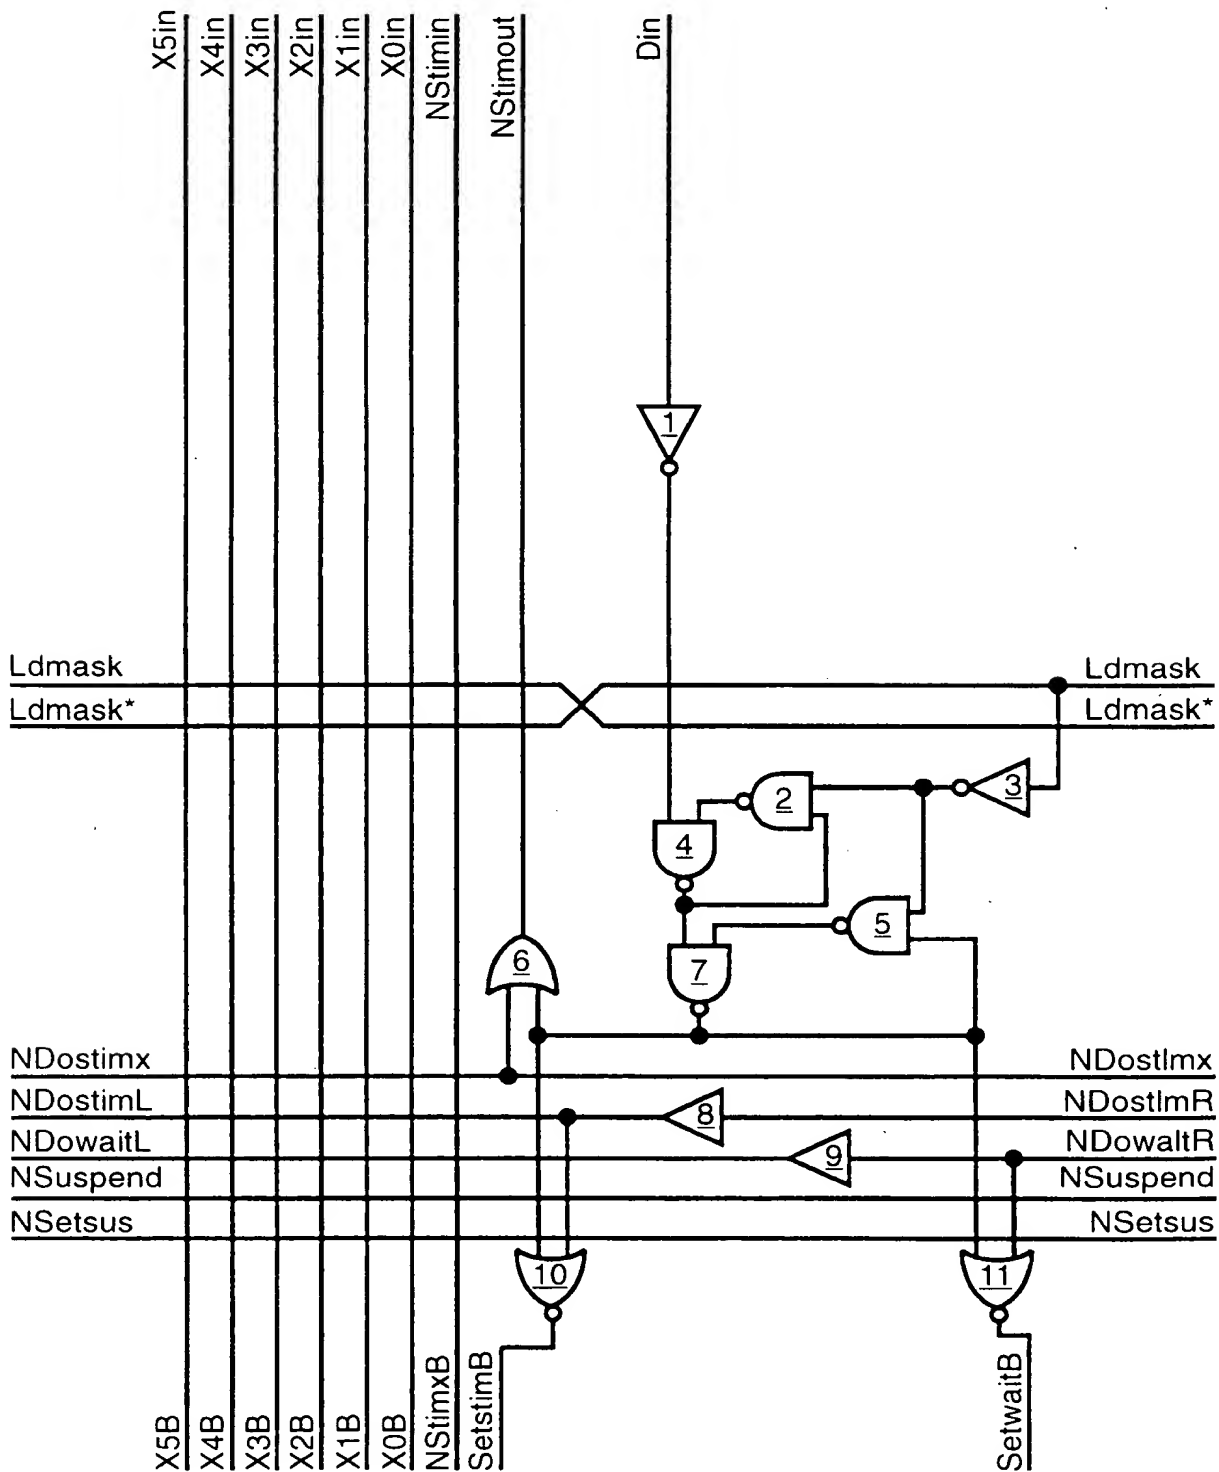 X5in
X4in
X3in
X2in
X1in
X0in
NStimin
NStimout
Din
1
Ldmask
Ldmask
Ldmask*
Ldmask*
3
2
4
5
6
7
NDostimx
NDostImx
NDostimL
8
NDostImR
NDowaitL
9
NDowaltR
NSuspend
NSuspend
NSetsus
NSetsus
10
11
X5B
X4B
X3B
X2B
X1B
X0B
NStimxB
SetstimB
SetwaitB